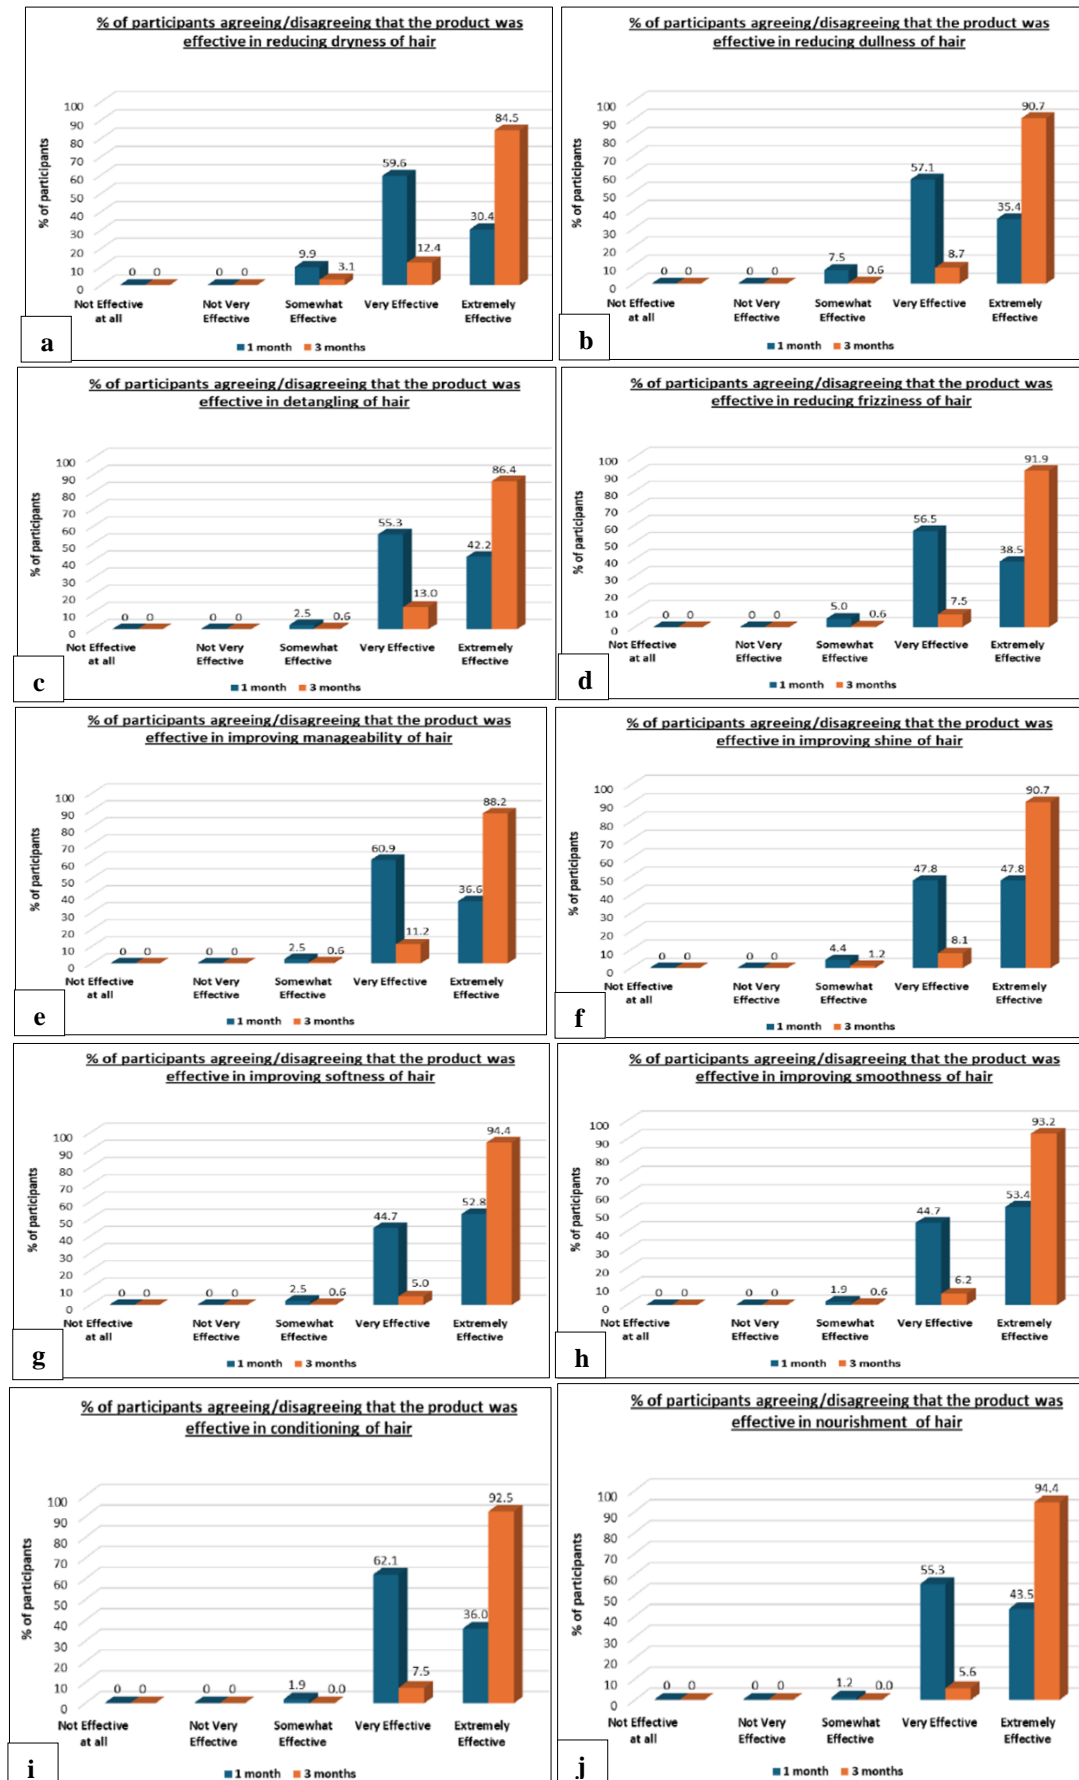 % of participants agreeing/disagreeing that the product was
effective in reducing dryness of hair
% of participants
100
90
80
70
60
50
40
30
20
10
0
0 0
0 0
9.9 3.1
59.6 12.4
30.4 84.5
Not Effective at all
Not Very Effective
Somewhat Effective
Very Effective
Extremely Effective
1 month 3 months
a
% of participants agreeing/disagreeing that the product was
effective in reducing dullness of hair
% of participants
100
90
80
70
60
50
40
30
20
10
0
0 0
0 0
7.5 0.6
57.1 8.7
35.4 90.7
Not Effective at all
Not Very Effective
Somewhat Effective
Very Effective
Extremely Effective
1 month 3 months
b
% of participants agreeing/disagreeing that the product was
effective in detangling of hair
% of participants
100
90
80
70
60
50
40
30
20
10
0
0 0
0 0
2.5 0.6
55.3 13.0
42.2 86.4
Not Effective at all
Not Very Effective
Somewhat Effective
Very Effective
Extremely Effective
1 month 3 months
c
% of participants agreeing/disagreeing that the product was
effective in reducing frizziness of hair
% of participants
100
90
80
70
60
50
40
30
20
10
0
0 0
0 0
5.0 0.6
56.5 7.5
38.5 91.9
Not Effective at all
Not Very Effective
Somewhat Effective
Very Effective
Extremely Effective
1 month 3 months
d
% of participants agreeing/disagreeing that the product was
effective in improving manageability of hair
% of participants
100
90
80
70
60
50
40
30
20
10
0
0 0
0 0
2.5 0.6
60.9 11.2
36.6 88.2
Not Effective at all
Not Very Effective
Somewhat Effective
Very Effective
Extremely Effective
1 month 3 months
e
% of participants agreeing/disagreeing that the product was
effective in improving shine of hair
% of participants
100
90
80
70
60
50
40
30
20
10
0
0 0
0 0
4.4 1.2
47.8 8.1
47.8 90.7
Not Effective at all
Not Very Effective
Somewhat Effective
Very Effective
Extremely Effective
1 month 3 months
f
% of participants agreeing/disagreeing that the product was
effective in improving softness of hair
% of participants
100
90
80
70
60
50
40
30
20
10
0
0 0
0 0
2.5 0.6
44.7 5.0
52.8 94.4
Not Effective at all
Not Very Effective
Somewhat Effective
Very Effective
Extremely Effective
1 month 3 months
g
% of participants agreeing/disagreeing that the product was
effective in improving smoothness of hair
% of participants
100
90
80
70
60
50
40
30
20
10
0
0 0
0 0
1.9 0.6
44.7 6.2
53.4 93.2
Not Effective at all
Not Very Effective
Somewhat Effective
Very Effective
Extremely Effective
1 month 3 months
h
% of participants agreeing/disagreeing that the product was
effective in conditioning of hair
% of participants
100
90
80
70
60
50
40
30
20
10
0
0 0
0 0
1.9 0.0
62.1 7.5
36.0 92.5
Not Effective at all
Not Very Effective
Somewhat Effective
Very Effective
Extremely Effective
1 month 3 months
i
% of participants agreeing/disagreeing that the product was
effective in nourishment of hair
% of participants
100
90
80
70
60
50
40
30
20
10
0
0 0
0 0
1.2 0.0
55.3 5.6
43.5 94.4
Not Effective at all
Not Very Effective
Somewhat Effective
Very Effective
Extremely Effective
1 month 3 months
j